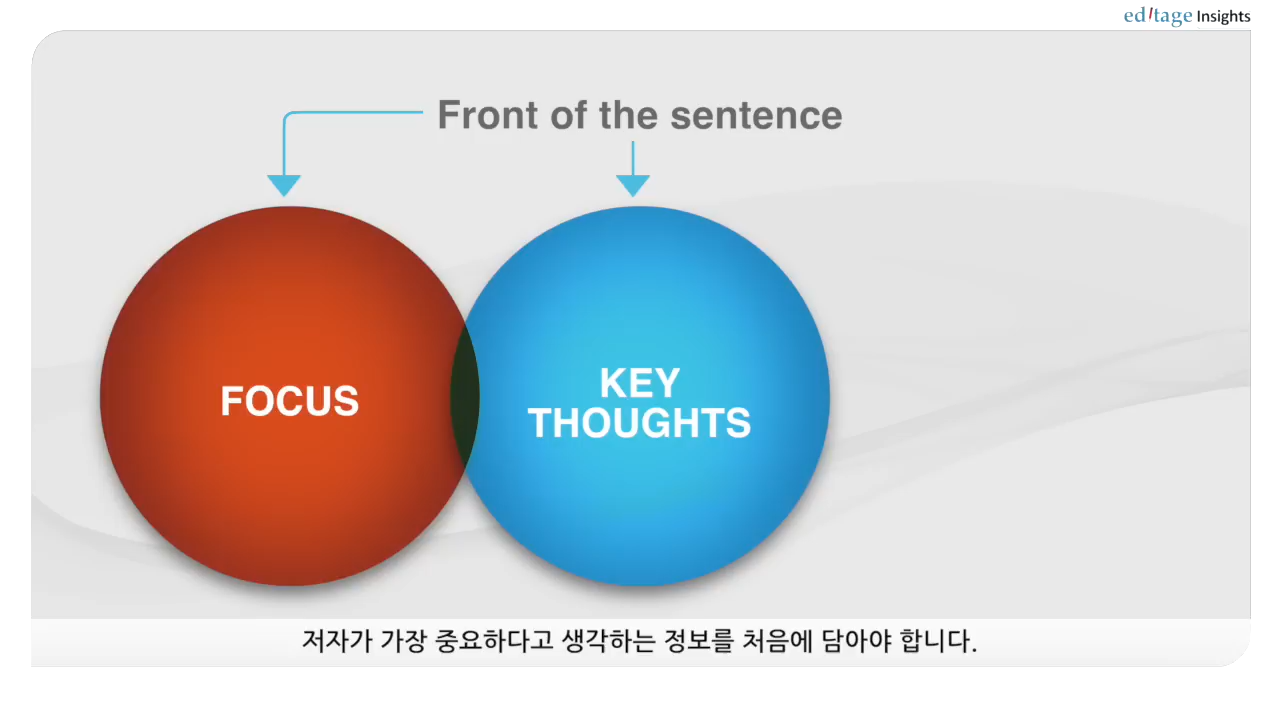 editage Insights
Front of the sentence
FOCUS
KEY
THOUGHTS
저자가 가장 중요하다고 생각하는 정보를 처음에 담아야 합니다.